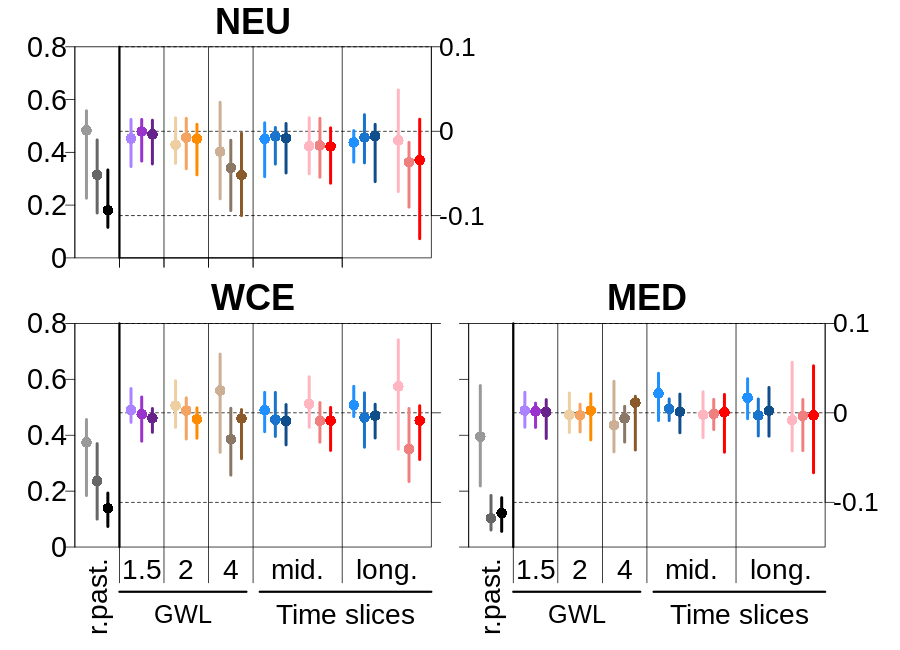 NEU
0.8
0.6
0.4
0.2
0
0.1
0
-0.1
WCE
MED
0.8
0.6
0.4
0.2
0
0.1
0
-0.1
r.past.
1.5
2
4
mid.
long.
GWL
Time slices
r.past.
1.5
2
4
mid.
long.
GWL
Time slices